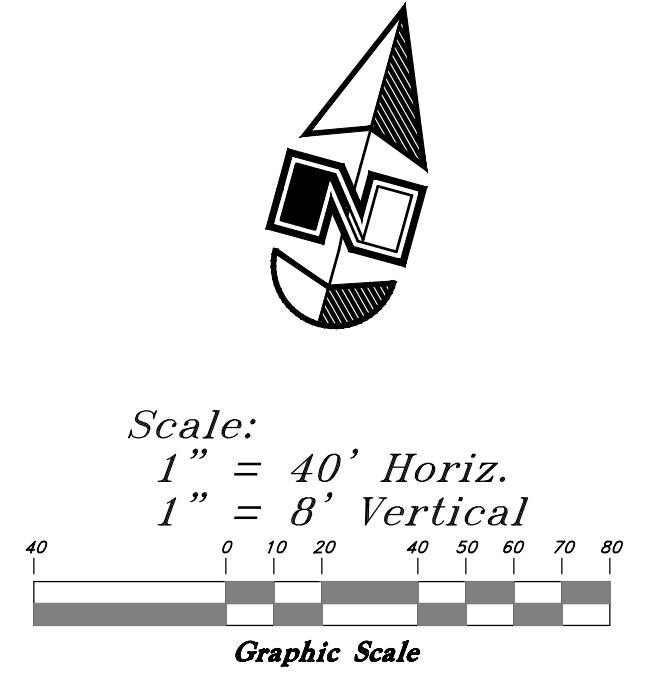 N
Scale:
1” = 40’ Horiz.
1” = 8’ Vertical
40 0 10 20 40 50 60 70 80
Graphic Scale